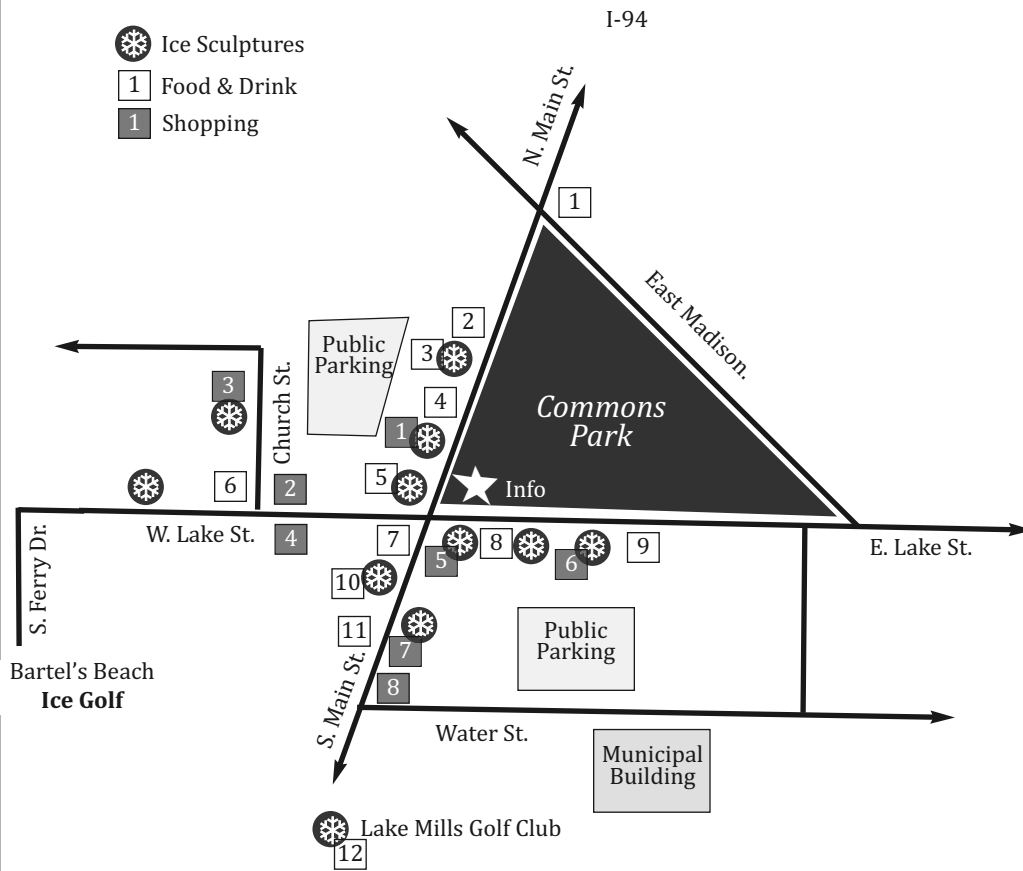 I-94
Ice Sculptures
1 Food & Drink
1 Shopping
N. Main St.
1
East Madison.
2
Public
Parking
3
3
Church St.
4
1
Commons
Park
5
Info
6
2
W. Lake St.
4
7
5
8
6
9
E. Lake St.
S. Ferry Dr.
10
11
7
Public
Parking
Bartel's Beach
Ice Golf
8
S. Main St.
Water St.
Municipal
Building
Lake Mills Golf Club
12